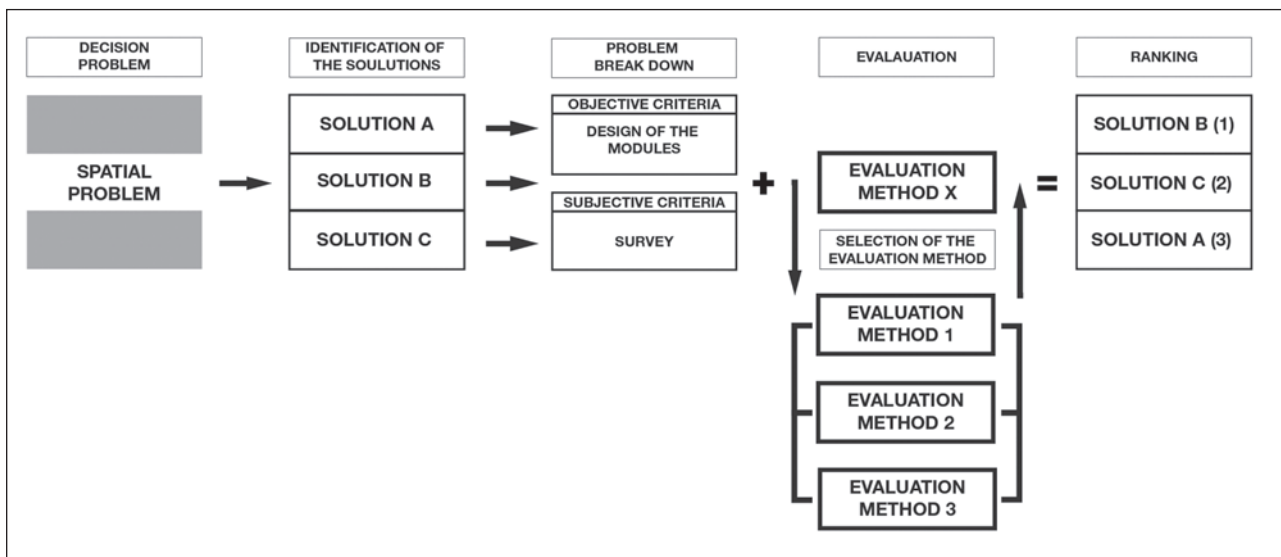 DECISION
PROBLEM
IDENTIFICATION OF
THE SOULUTIONS
PROBLEM
BREAK DOWN
EVALAUATION
RANKING
SPATIAL
PROBLEM
SOLUTION A
SOLUTION B
SOLUTION C
OBJECTIVE CRITERIA
DESIGN OF THE
MODULES
SUBJECTIVE CRITERIA
SURVEY
+
EVALUATION
METHOD X
SELECTION OF THE
EVALUATION METHOD
EVALUATION
METHOD 1
EVALUATION
METHOD 2
EVALUATION
METHOD 3
=
SOLUTION B (1)
SOLUTION C (2)
SOLUTION A (3)